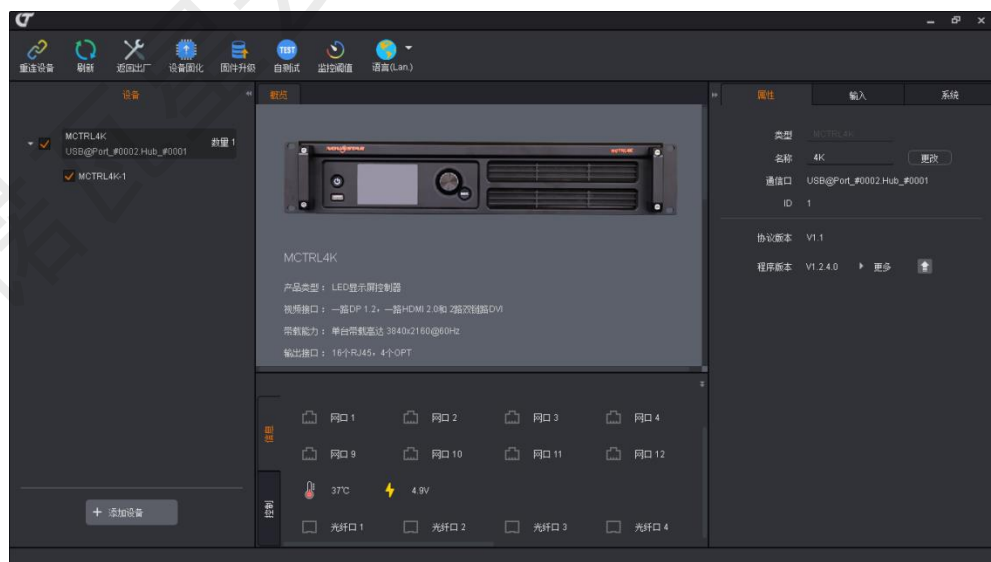 重连设备 刷新 返回出厂 设备固化 固件升级 自测试 监控阈值 语言(Lan.)
TEST
设备
MCTRL4K
USB@Port_#0002.Hub_#0001
数量 1
MCTRL4K-1
添加设备
概览
MCTRL4K
产品类型： LED显示屏控制器
视频接口： 一路DP 1.2，一路HDMI 2.0和 2路双链路DVI
带载能力： 单台带载高达 3840x2160@60Hz
输出接口： 16个RJ45，4个OPT
信息
控制
网口 1 网口 2 网口 3 网口 4
网口 9 网口 10 网口 11 网口 12
37℃ 4.9V
光纤口 1 光纤口 2 光纤口 3 光纤口 4
属性 输入 系统
类型 MCTRL4K
名称 4K 更改
通信口 USB@Port_#0002.Hub_#0001
ID 1
协议版本 V1.1
程序版本 V1.2.4.0 更多